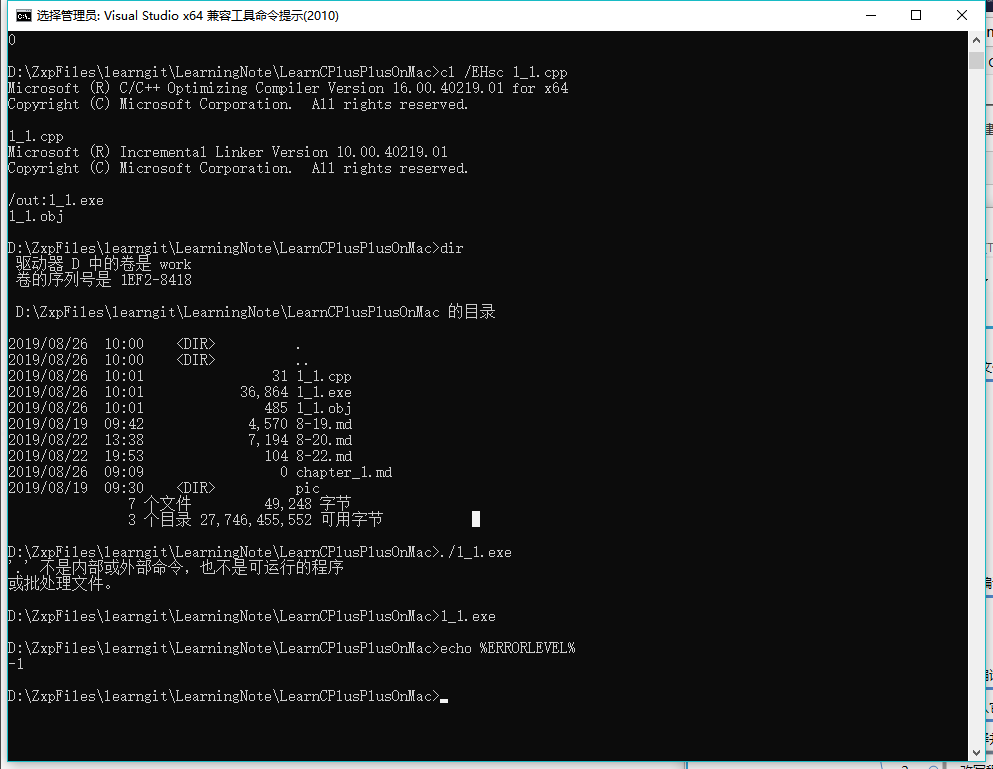 选择管理员: Visual Studio x64 兼容工具命令提示(2010)
0
D:\ZxpFiles\learngit\LearningNote\LearnCPlusPlusOnMac>cl /EHsc 1_1.cpp
Microsoft (R) C/C++ Optimizing Compiler Version 16.00.40219.01 for x64
Copyright (C) Microsoft Corporation.  All rights reserved.
1_1.cpp
Microsoft (R) Incremental Linker Version 10.00.40219.01
Copyright (C) Microsoft Corporation.  All rights reserved.
/out:1_1.exe
1_1.obj
D:\ZxpFiles\learngit\LearningNote\LearnCPlusPlusOnMac>dir
 驱动器 D 中的卷是 work
 卷的序列号是 1EF2-8418
 D:\ZxpFiles\learngit\LearningNote\LearnCPlusPlusOnMac 的目录
2019/08/26  10:00    <DIR>          .
2019/08/26  10:00    <DIR>          ..
2019/08/26  10:01                31 1_1.cpp
2019/08/26  10:01            36,864 1_1.exe
2019/08/26  10:01               485 1_1.obj
2019/08/19  09:42             4,570 8-19.md
2019/08/22  13:38             7,194 8-20.md
2019/08/22  19:53               104 8-22.md
2019/08/26  09:09                 0 chapter_1.md
2019/08/19  09:30    <DIR>          pic
               7 个文件         49,248 字节
               3 个目录 27,746,455,552 可用字节
D:\ZxpFiles\learngit\LearningNote\LearnCPlusPlusOnMac>./1_1.exe
'.' 不是内部或外部命令，也不是可运行的程序
或批处理文件。
D:\ZxpFiles\learngit\LearningNote\LearnCPlusPlusOnMac>1_1.exe
D:\ZxpFiles\learngit\LearningNote\LearnCPlusPlusOnMac>echo %ERRORLEVEL%
-1
D:\ZxpFiles\learngit\LearningNote\LearnCPlusPlusOnMac>